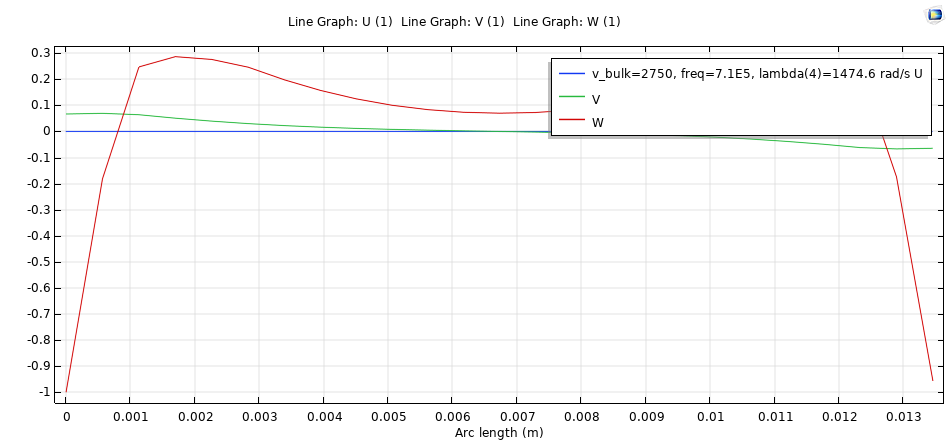 Line Graph: U (1)  Line Graph: V (1)  Line Graph: W (1)
0.3
0.2
0.1
0
-0.1
-0.2
-0.3
-0.4
-0.5
-0.6
-0.7
-0.8
-0.9
-1
v_bulk=2750, freq=7.1E5, lambda(4)=1474.6 rad/s U
V
W
0 0.001 0.002 0.003 0.004 0.005 0.006 0.007 0.008 0.009 0.01 0.011 0.012 0.013
Arc length (m)